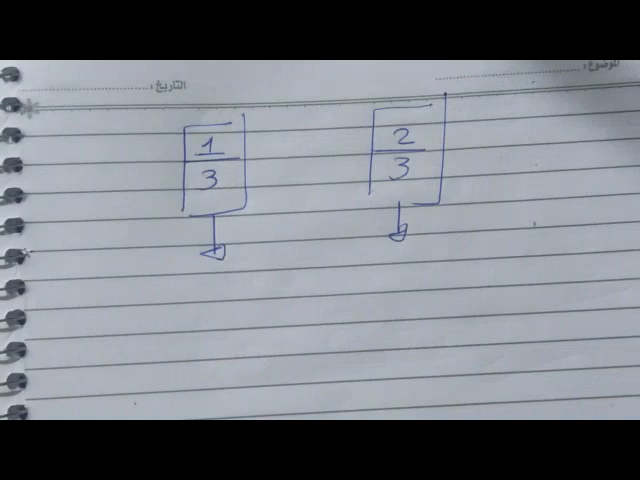 الموضوع :
التاريخ :
1 2
3 3